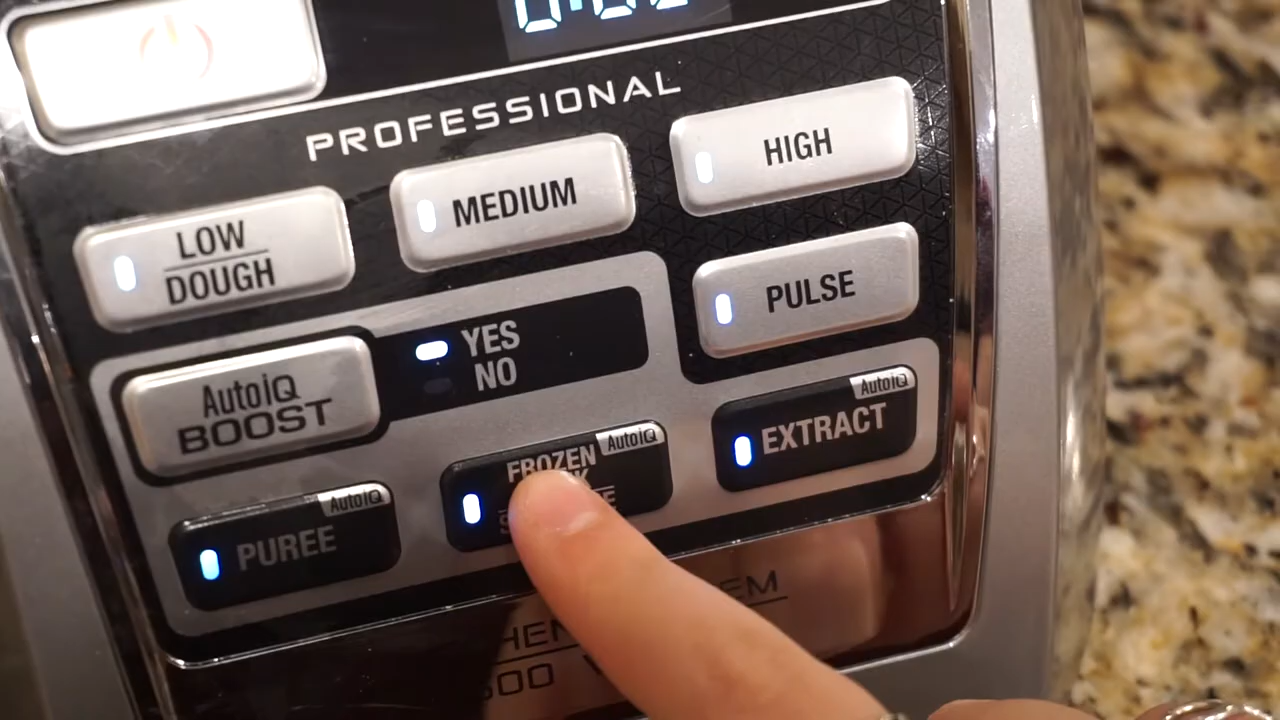 PROFESSIONAL
LOW
DOUGH
MEDIUM
HIGH
PULSE
AutoiQ
BOOST
YES
NO
AutoiQ
PUREE
AutoiQ
FROZEN
AutoiQ
EXTRACT